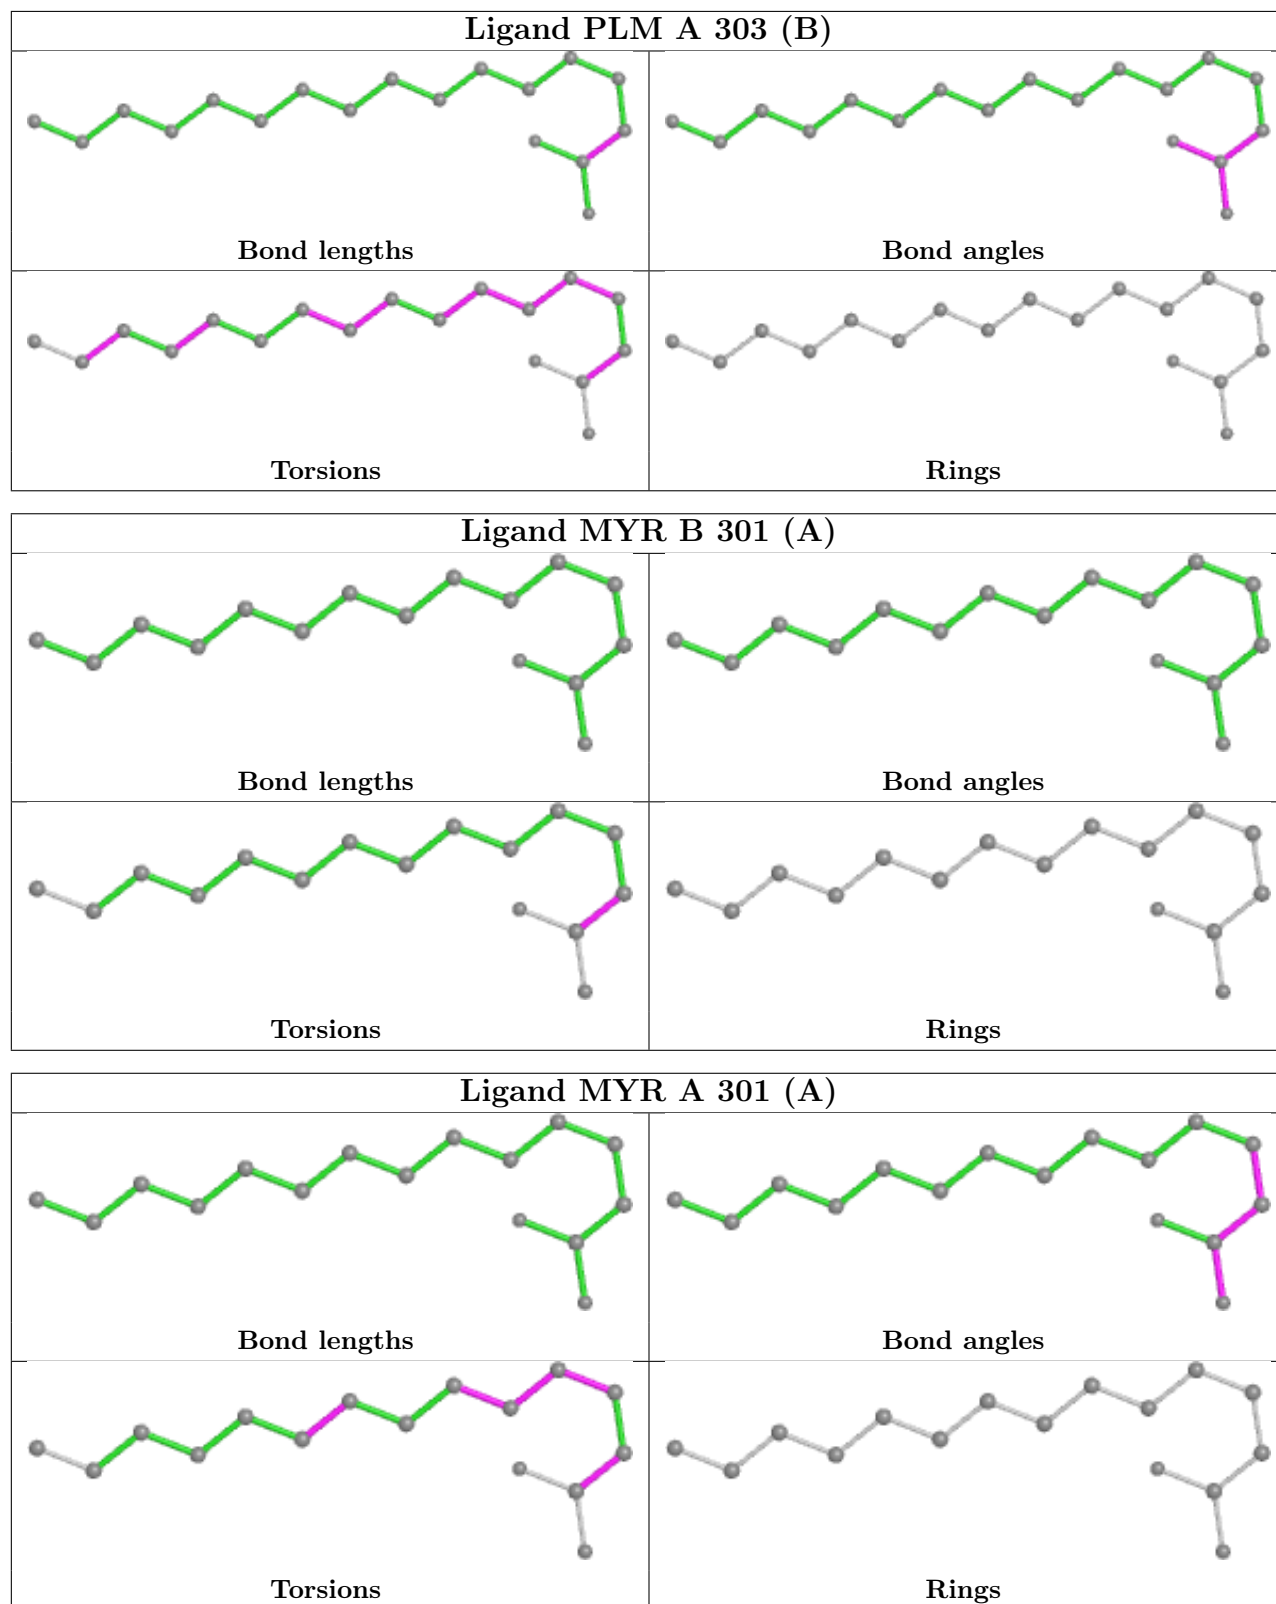 Ligand PLM A 303 (B)
Bond lengths
Bond angles
Torsions
Rings
Ligand MYR B 301 (A)
Bond lengths
Bond angles
Torsions
Rings
Ligand MYR A 301 (A)
Bond lengths
Bond angles
Torsions
Rings